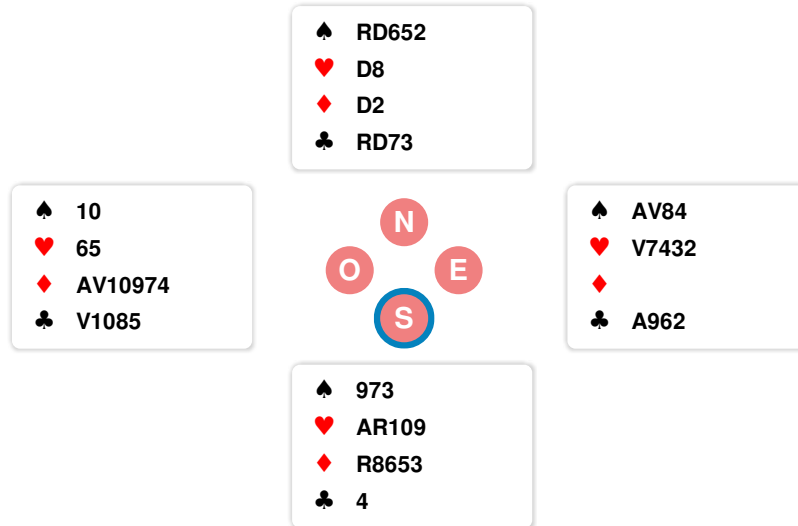 ♠ RD652
♥ D8
♦ D2
♣ RD73
♠ 10
♥ 65
♦ AV10974
♣ V1085
N
O E
S
♠ AV84
♥ V7432
♦
♣ A962
♠ 973
♥ AR109
♦ R8653
♣ 4